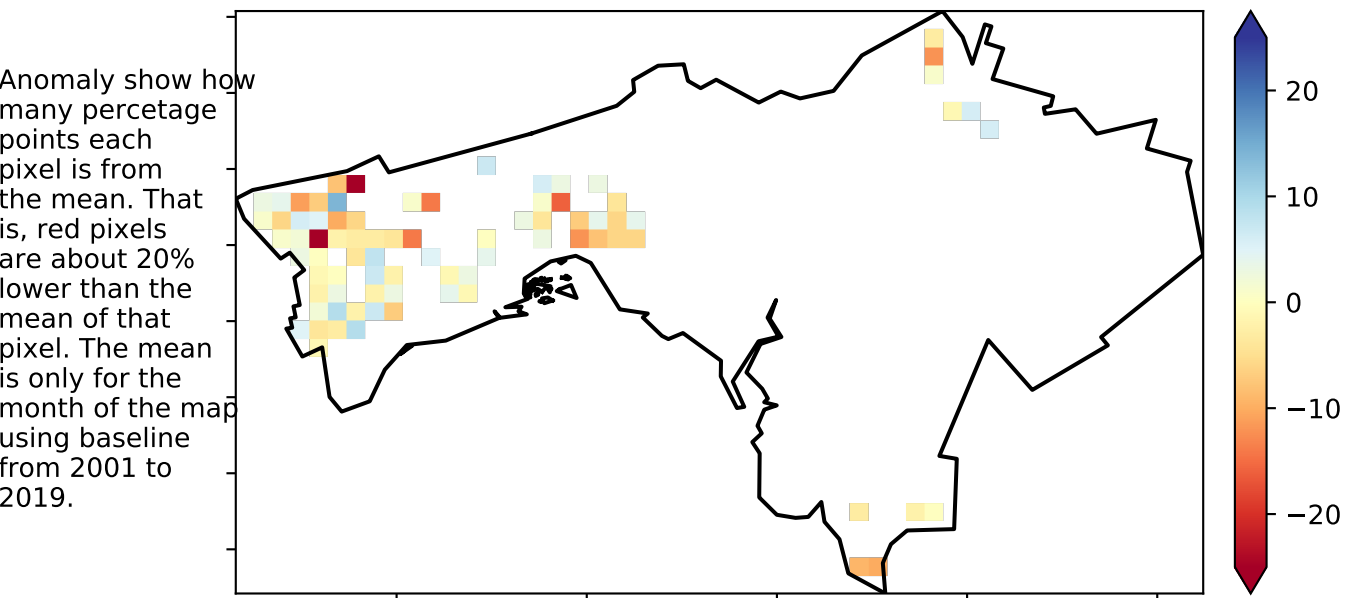 Anomaly show how
many percetage
points each
pixel is from
the mean. That
is, red pixels
are about 20%
lower than the
mean of that
pixel. The mean
is only for the
month of the map
using baseline
from 2001 to
2019.
20
10
0
−10
−20